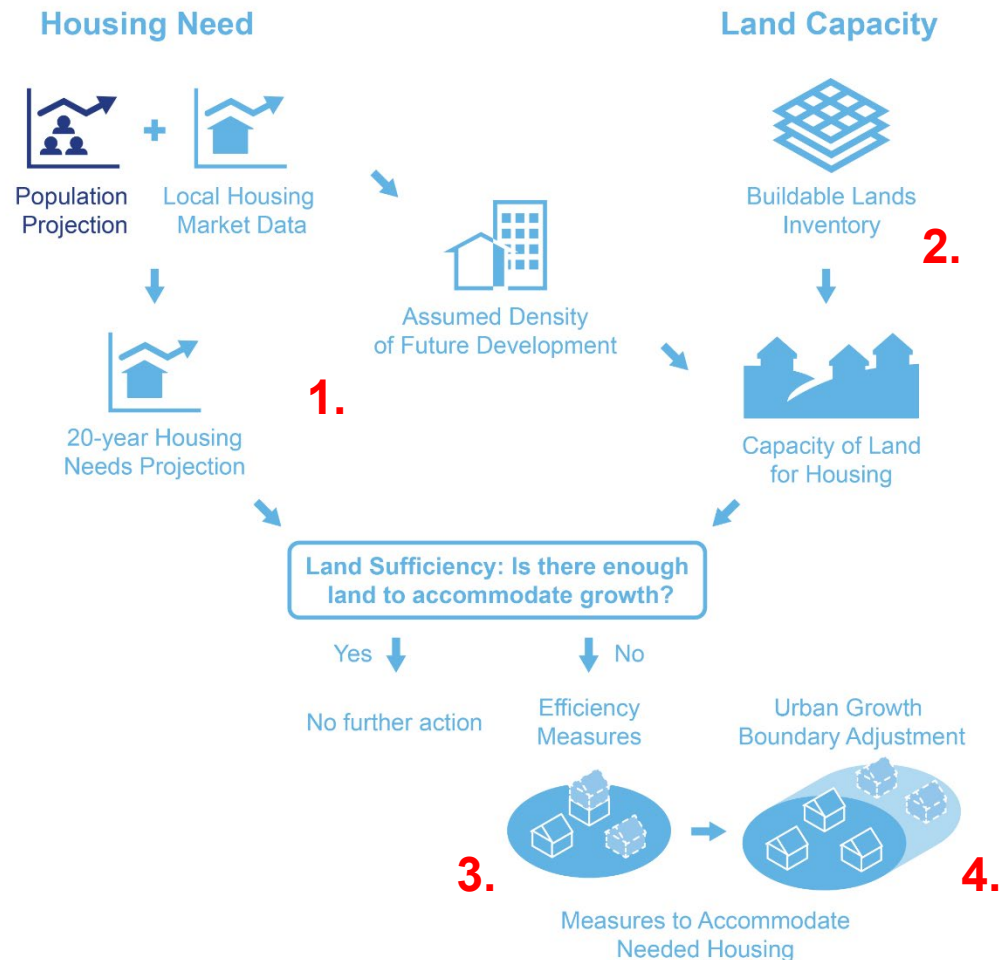 Housing Need
Land Capacity
Population
Projection
+
Local Housing
Market Data
Buildable Lands
Inventory
2.
Assumed Density
of Future Development
1.
20-year Housing
Needs Projection
Capacity of Land
for Housing
Land Sufficiency: Is there enough
land to accommodate growth?
Yes
No
No further action
Efficiency
Measures
Urban Growth
Boundary Adjustment
3.
4.
Measures to Accommodate
Needed Housing